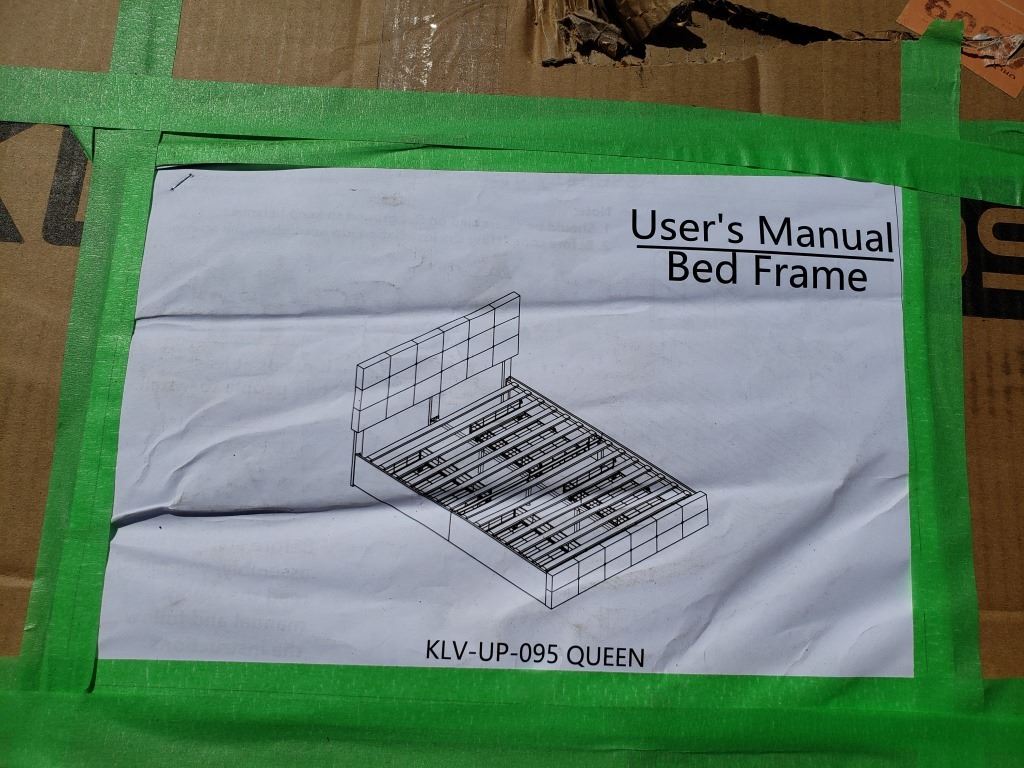 User's Manual
Bed Frame
KLV-UP-095 QUEEN